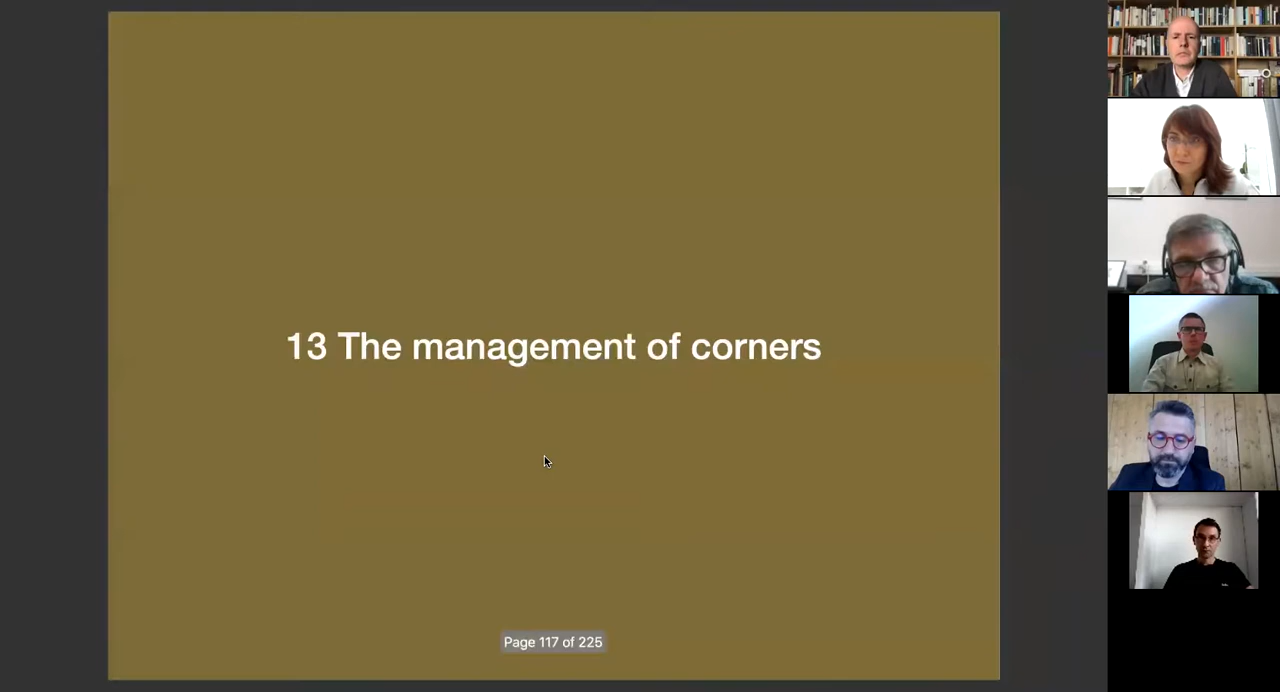 13 The management of corners
Page 117 of 225